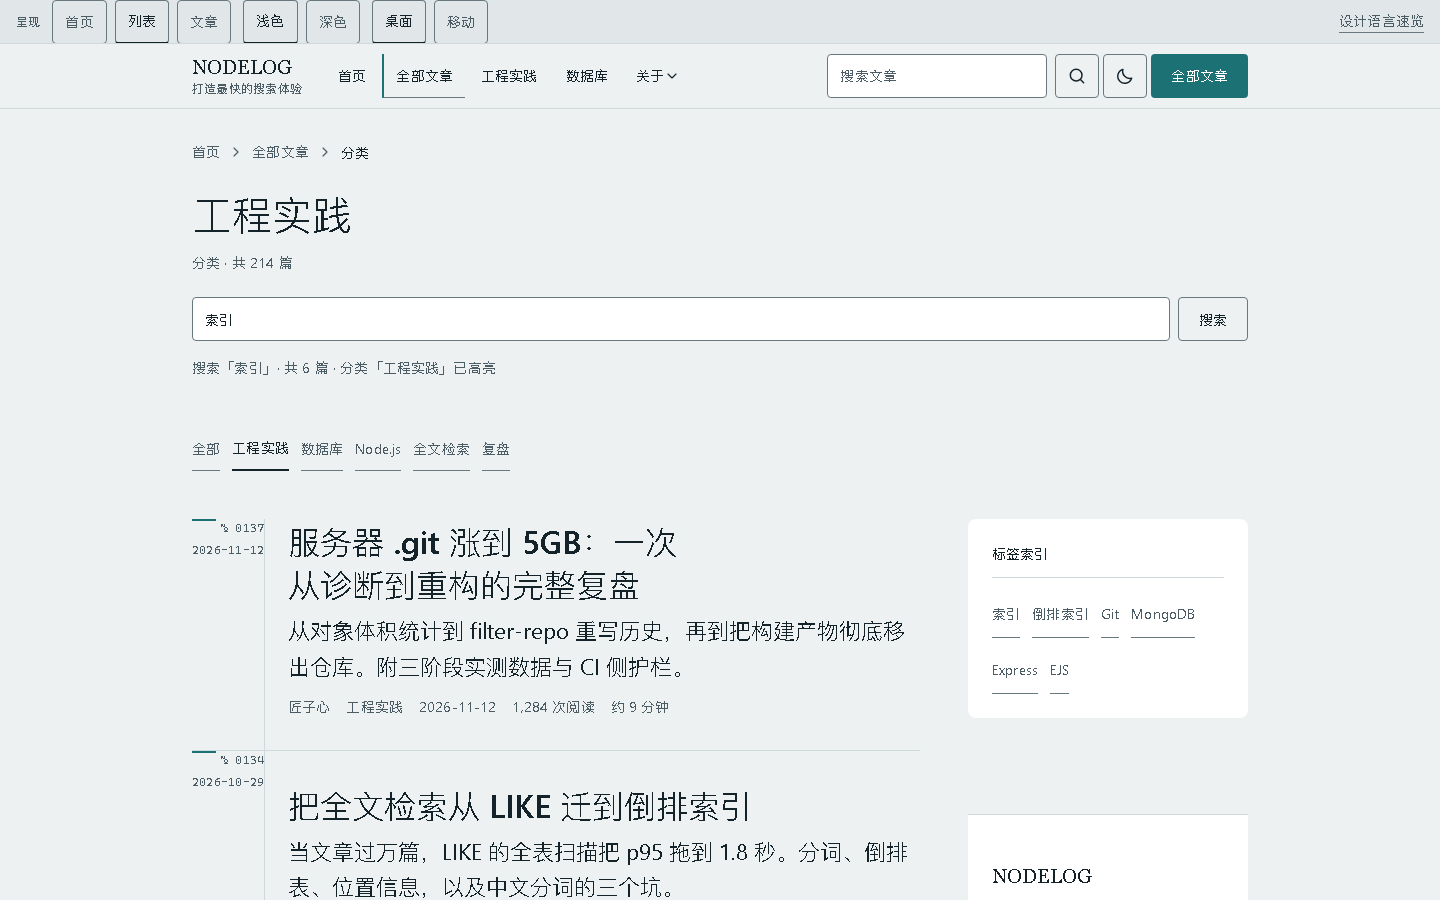 呈现 首页 列表 文章 浅色 深色 桌面 移动 设计语言速览
NODELOG
打造最快的搜索体验
首页 全部文章 工程实践 数据库 关于 搜索文章 全部文章
首页 全部文章 分类
工程实践
分类 · 共 214 篇
索引 搜索
搜索「索引」· 共 6 篇 · 分类「工程实践」已高亮
全部 工程实践 数据库 Node.js 全文检索 复盘
№ 0137
2026-11-12
服务器 .git 涨到 5GB：一次
从诊断到重构的完整复盘
从对象体积统计到 filter-repo 重写历史，再到把构建产物彻底移
出仓库。附三阶段实测数据与 CI 侧护栏。
匠子心 工程实践 2026-11-12 1,284 次阅读 约 9 分钟
№ 0134
2026-10-29
把全文检索从 LIKE 迁到倒排索引
当文章过万篇，LIKE 的全表扫描把 p95 拖到 1.8 秒。分词、倒排
表、位置信息，以及中文分词的三个坑。
标签索引
索引 倒排索引 Git MongoDB
Express EJS
NODELOG